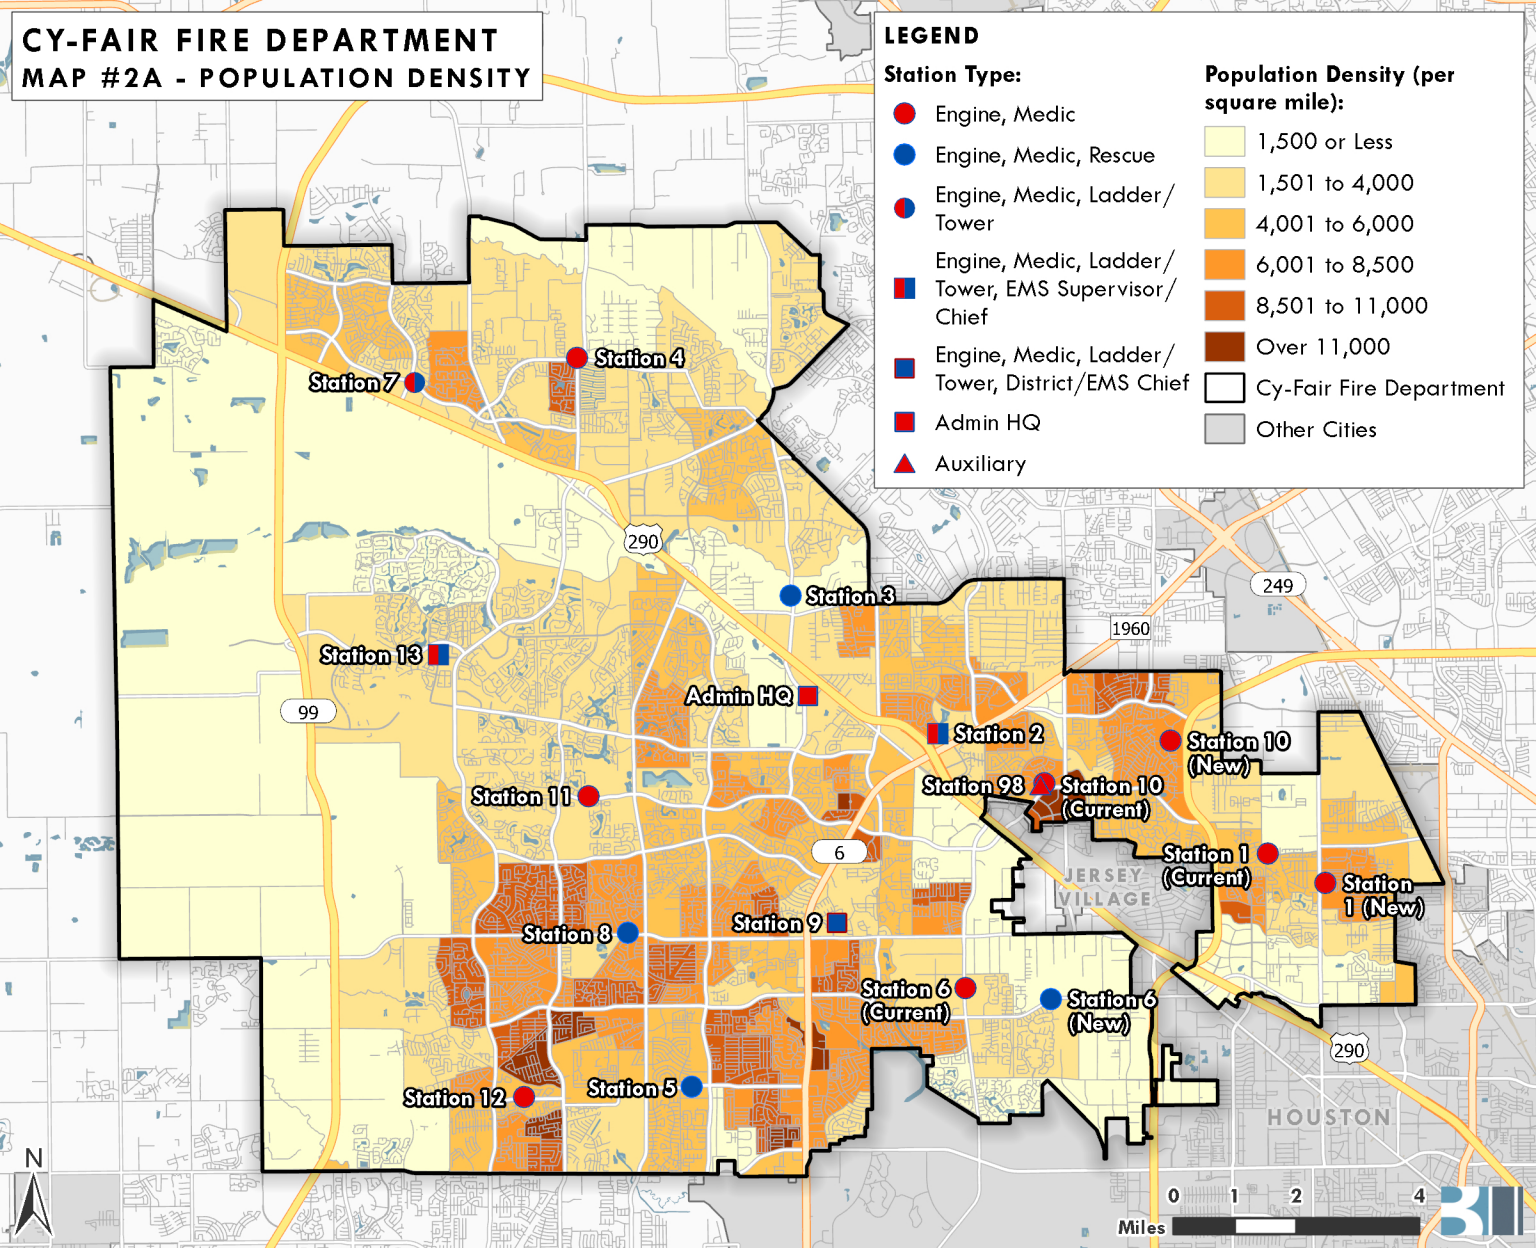 CY-FAIR FIRE DEPARTMENT
MAP #2A - POPULATION DENSITY
LEGEND
Station Type:
Engine, Medic
Engine, Medic, Rescue
Engine, Medic, Ladder/
Tower
Engine, Medic, Ladder/
Tower, EMS Supervisor/
Chief
Engine, Medic, Ladder/
Tower, District/EMS Chief
Admin HQ
Auxiliary
Population Density (per
square mile):
1,500 or Less
1,501 to 4,000
4,001 to 6,000
6,001 to 8,500
8,501 to 11,000
Over 11,000
Cy-Fair Fire Department
Other Cities
Station 4
Station 7
290
Station 3
249
1960
Station 13
Admin HQ
99
Station 2
Station 10
(New)
Station 98
Station 10
(Current)
Station 11
6
Station 1
(Current)
JERSEY
VILLAGE
Station
1 (New)
Station 9
Station 8
Station 6
(Current)
Station 6
(New)
290
Station 5
Station 12
HOUSTON
N
0 1 2 4
Miles